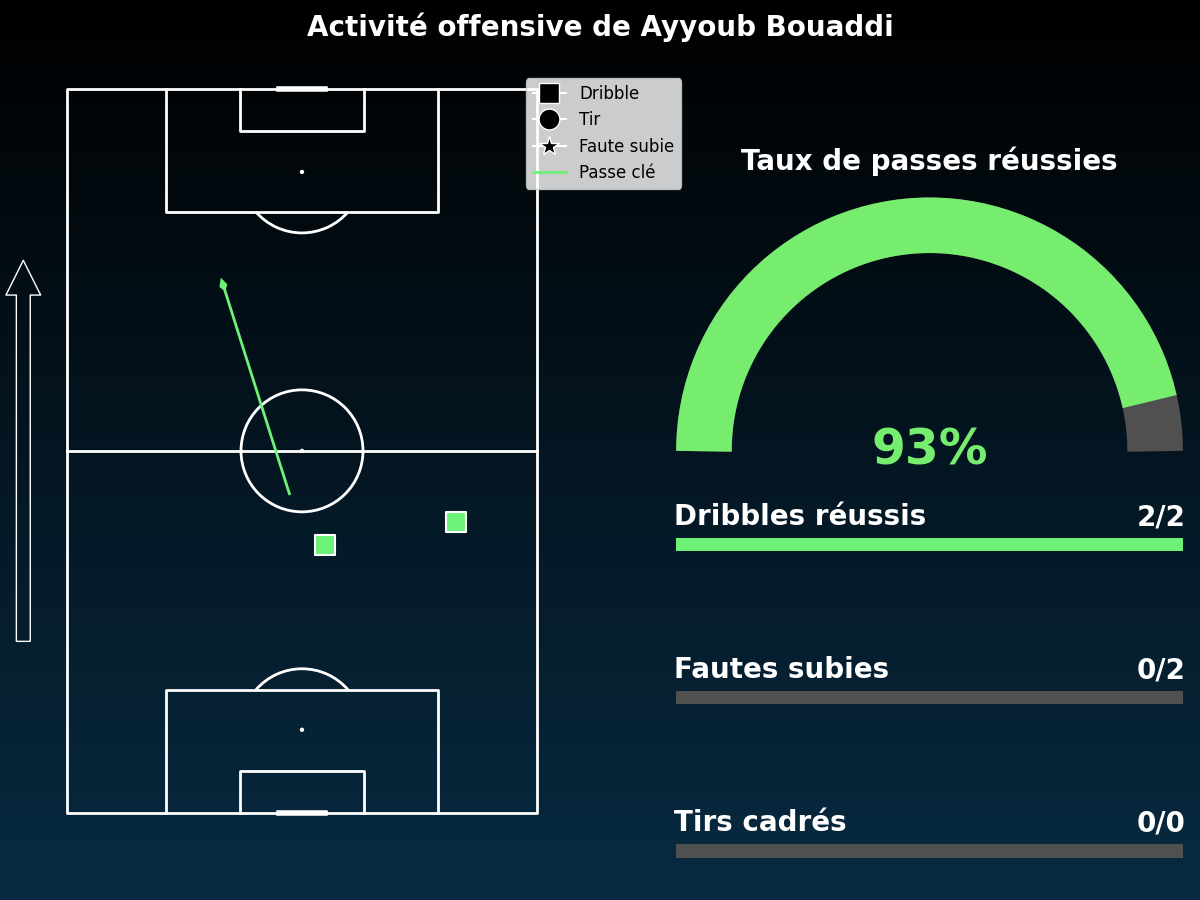 Activité offensive de Ayyoub Bouaddi
Dribble
Tir
Faute subie
Passe clé
Taux de passes réussies
93%
Dribbles réussis 2/2
Fautes subies 0/2
Tirs cadrés 0/0